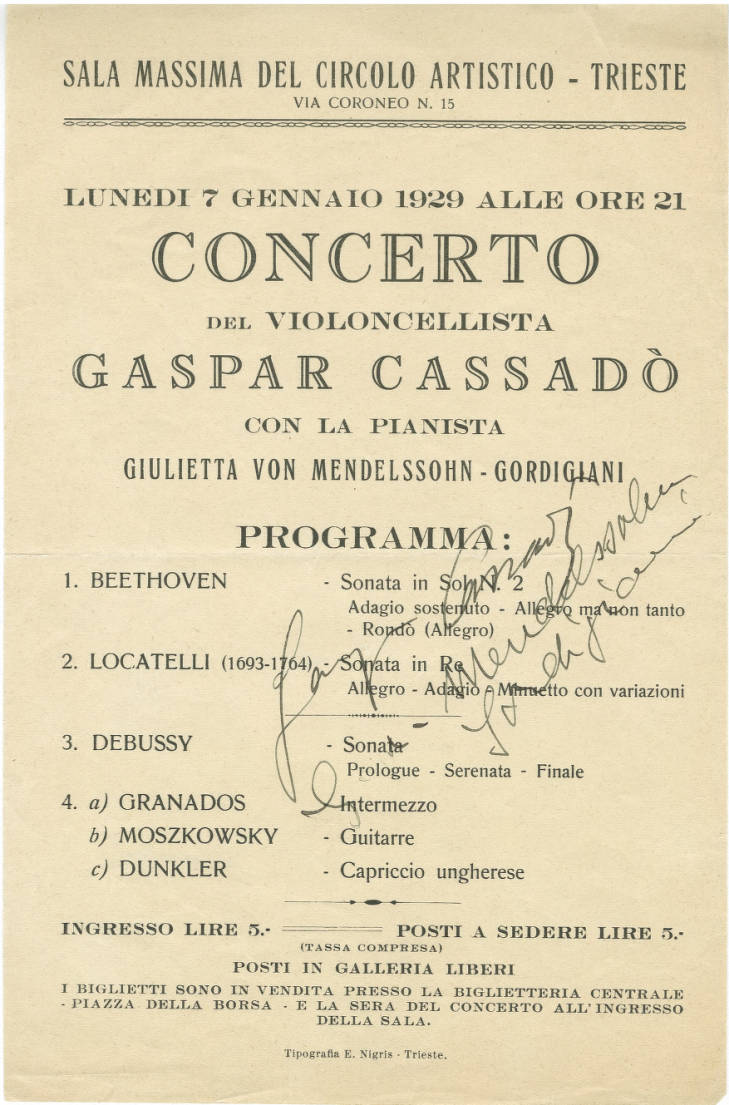 SALA MASSIMA DEL CIRCOLO ARTISTICO - TRIESTE
VIA CORONEO N. 15
LUNEDI 7 GENNAIO 1929 ALLE ORE 21
CONCERTO
DEL VIOLONCELLISTA
GASPAR CASSADÒ
CON LA PIANISTA
GIULIETTA VON MENDELSSOHN - GORDIGIANI
PROGRAMMA:
1. BEETHOVEN - Sonata in Sol N. 2
Adagio sostenuto - Allegro ma non tanto
- Rondò (Allegro)
2. LOCATELLI (1693-1764) - Sonata in Re
Allegro - Adagio - Minuetto con variazioni
3. DEBUSSY - Sonata
Prologue - Serenata - Finale
4. a) GRANADOS - Intermezzo
b) MOSZKOWSKY - Guitarre
c) DUNKLER - Capriccio ungherese
Gaspar Cassadó
Mendelssohn
INGRESSO LIRE 5.- POSTI A SEDERE LIRE 5.-
(TASSA COMPRESA)
POSTI IN GALLERIA LIBERI
I BIGLIETTI SONO IN VENDITA PRESSO LA BIGLIETTERIA CENTRALE
- PIAZZA DELLA BORSA - E LA SERA DEL CONCERTO ALL'INGRESSO
DELLA SALA.
Tipografia E. Nigris - Trieste.